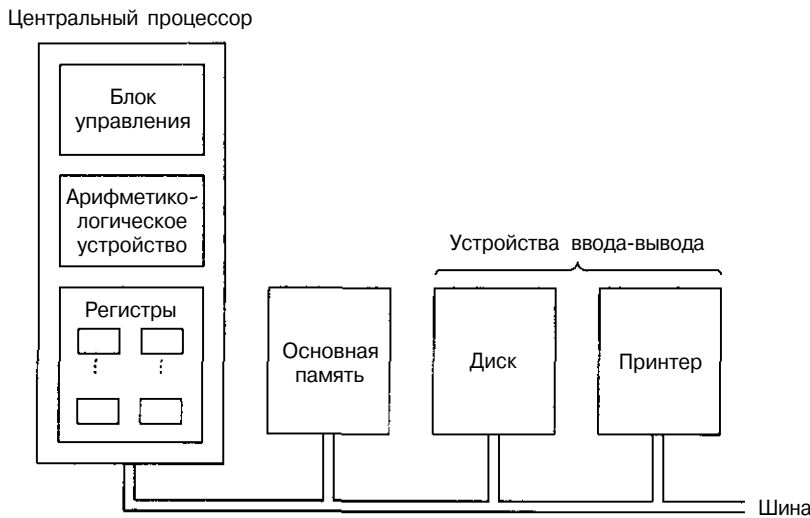 Центральный процессор
Блок
управления
Арифметико-
логическое
устройство
Регистры
Устройства ввода-вывода
Основная
память
Диск
Принтер
Шина